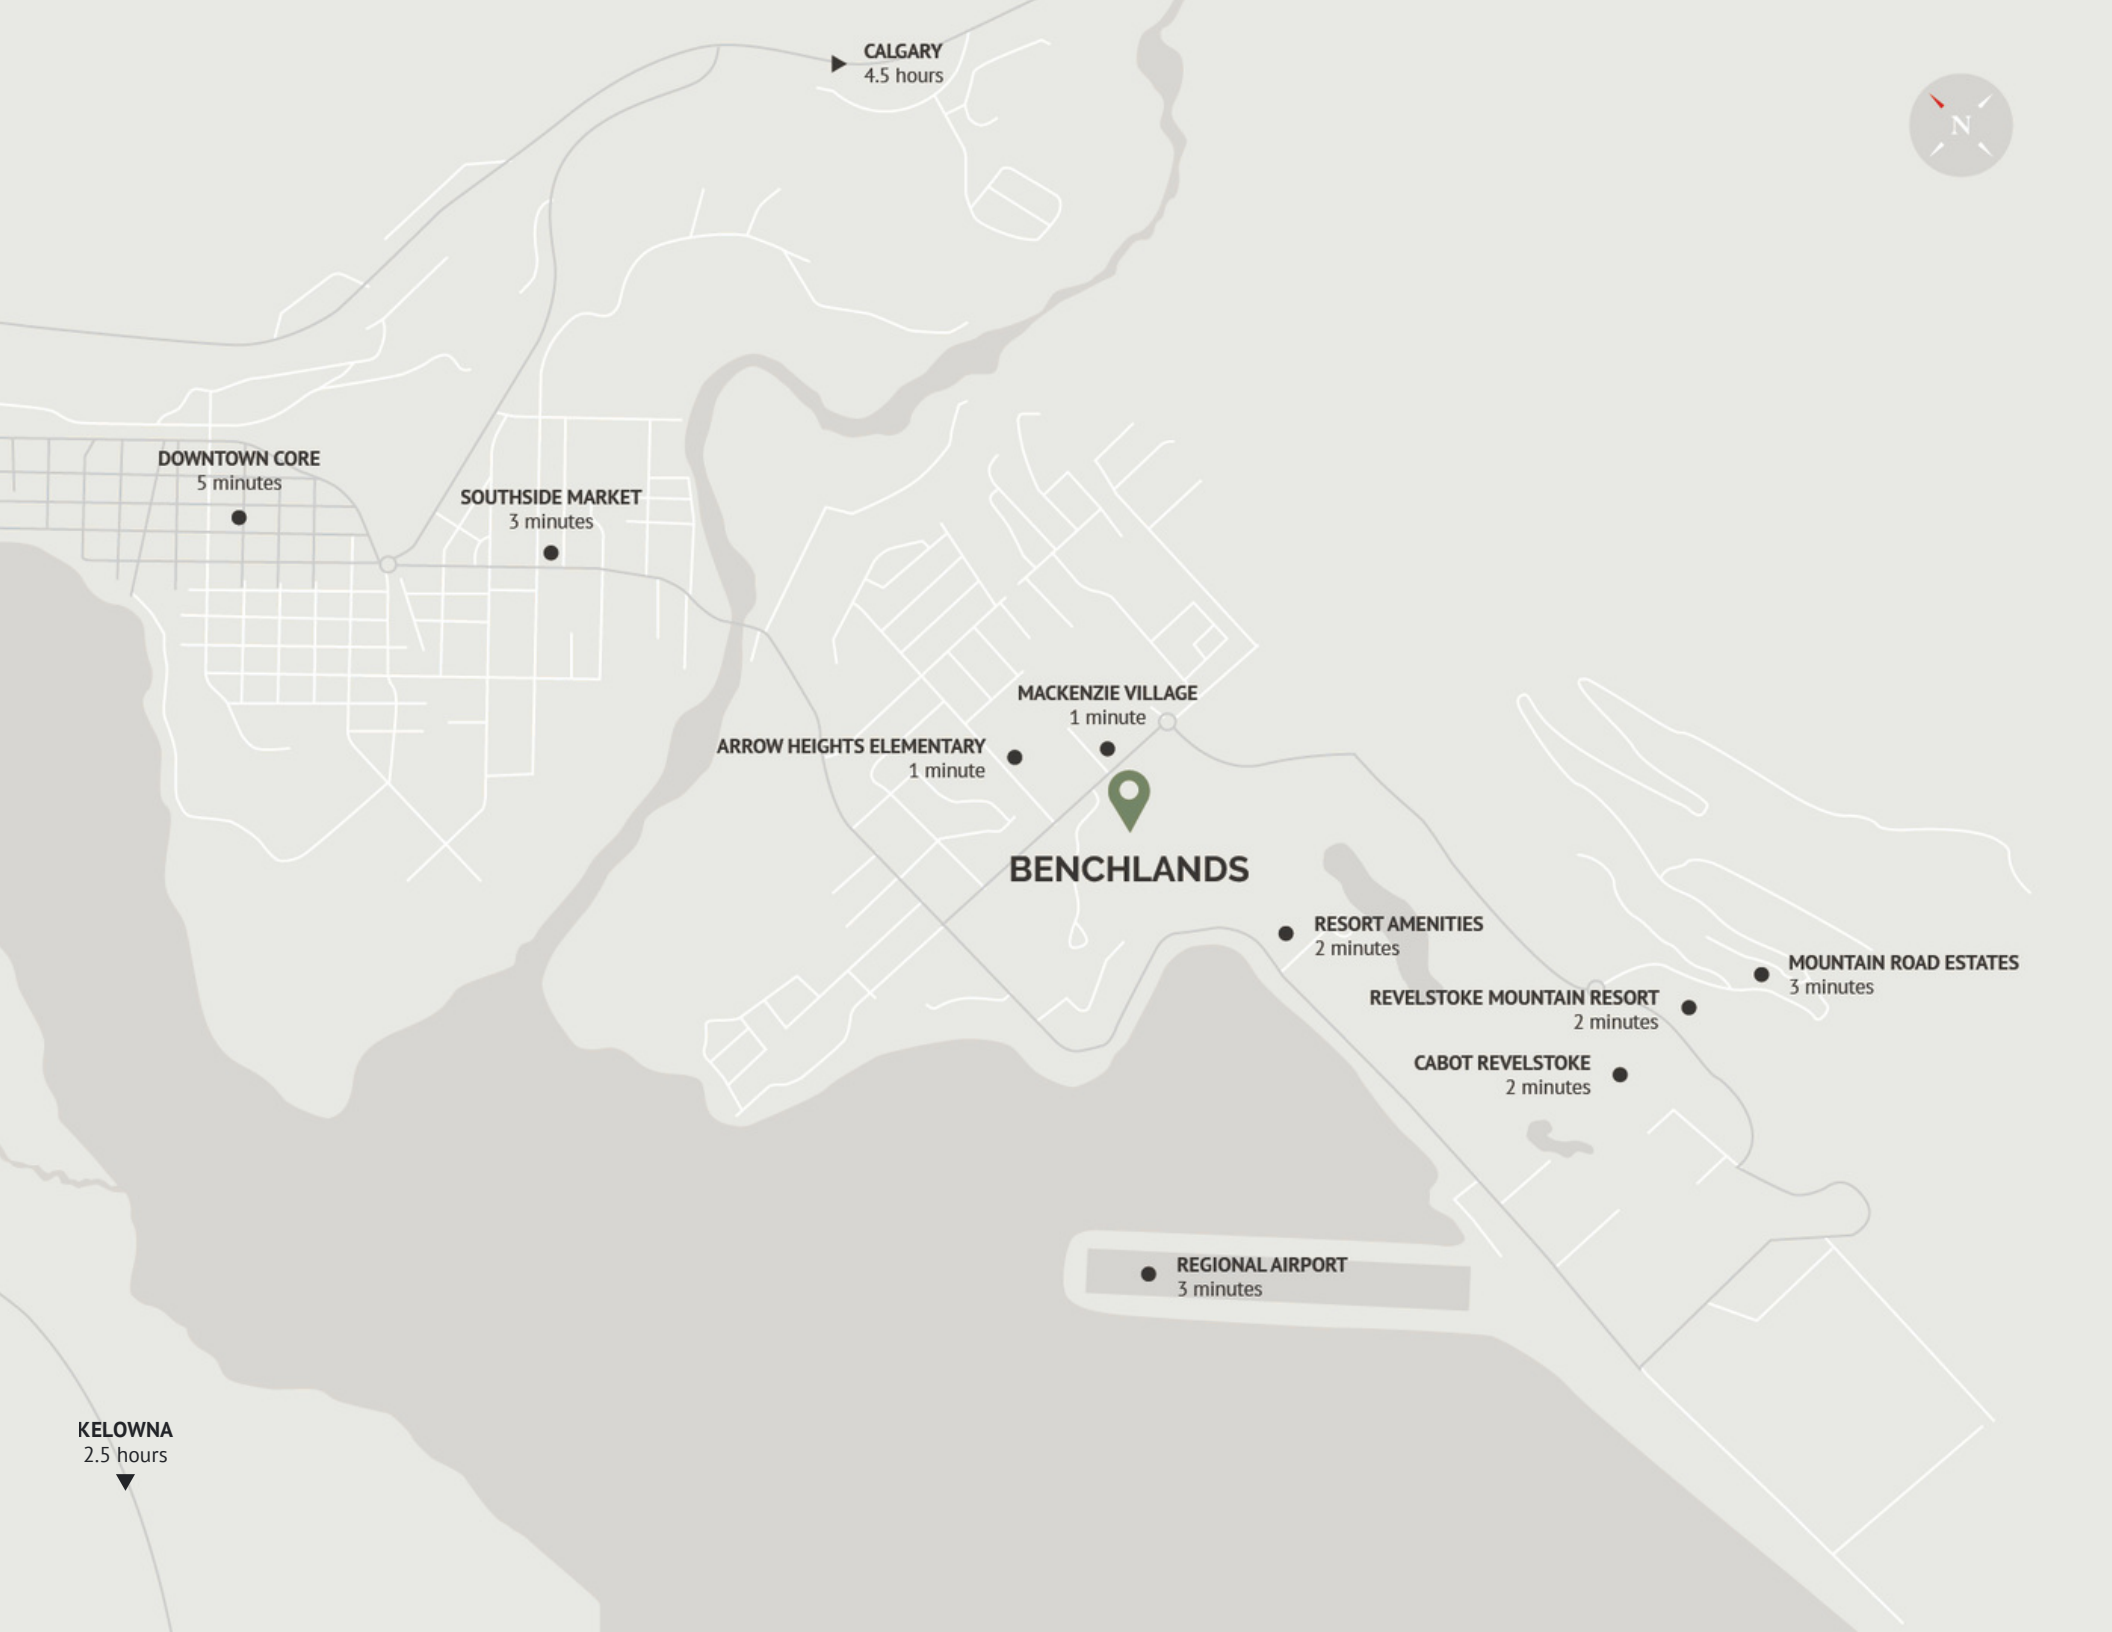 CALGARY
4.5 hours
N
DOWNTOWN CORE
5 minutes
SOUTHSIDE MARKET
3 minutes
MACKENZIE VILLAGE
1 minute
ARROW HEIGHTS ELEMENTARY
1 minute
BENCHLANDS
RESORT AMENITIES
2 minutes
MOUNTAIN ROAD ESTATES
3 minutes
REVELSTOKE MOUNTAIN RESORT
2 minutes
CABOT REVELSTOKE
2 minutes
REGIONAL AIRPORT
3 minutes
KELOWNA
2.5 hours